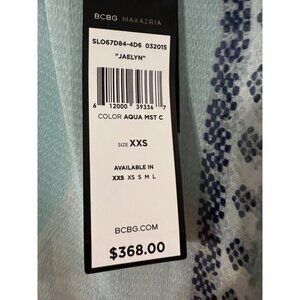 BCBG MAXAZRIA
SLO67D84-4D6 032015
"JAELYN"
6 12000 39336 7
COLOR AQUA MST C
SIZE XXS
AVAILABLE IN
XXS XS S M L
BCBG.COM
$368.00